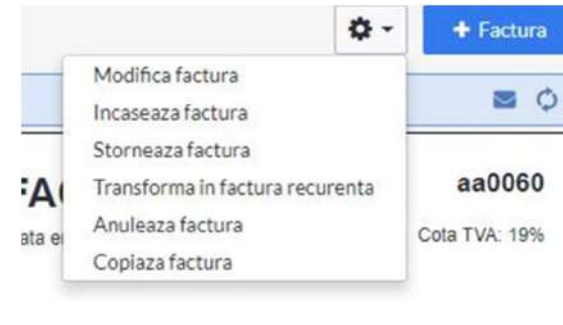 + Factura
Modifica factura
Incaseaza factura
Storneaza factura
Transforma in factura recurenta
Anuleaza factura
Copiaza factura
aa0060
Cota TVA: 19%